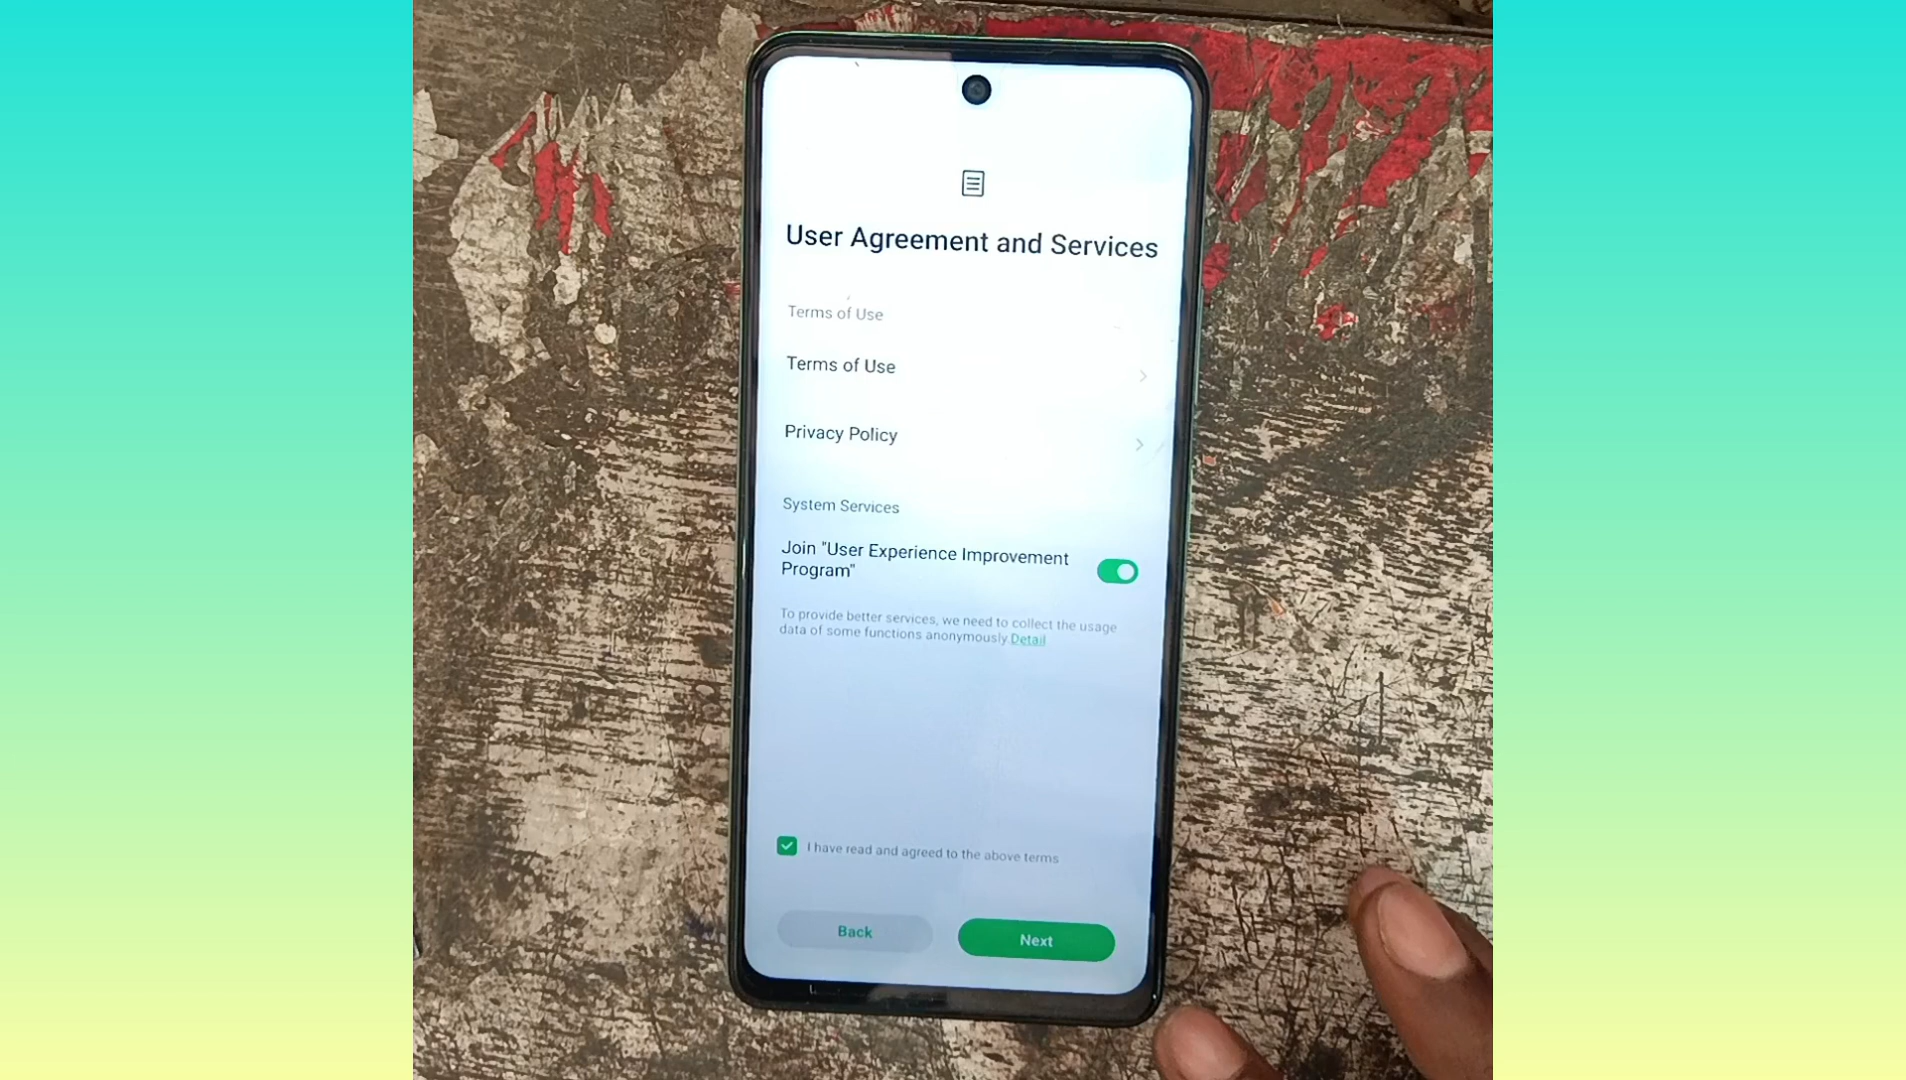 User Agreement and Services
Terms of Use
Terms of Use
Privacy Policy
System Services
Join "User Experience Improvement
Program"
To provide better services, we need to collect the usage
data of some functions anonymously.Detail
I have read and agreed to the above terms
Back
Next